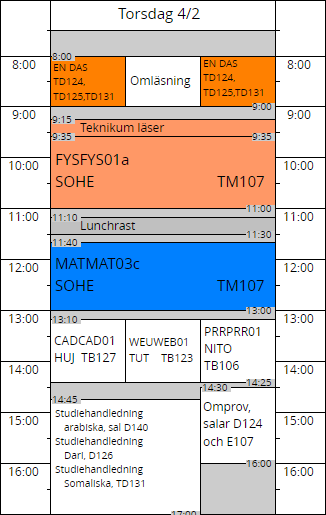 Torsdag 4/2
8:00
8:00
8:00
EN DAS
TD124,
TD125,TD131
Omläsning
EN DAS
TD124,
TD125,TD131
9:00
9:00
9:00
9:15
Teknikum läser
9:35
9:35
FYSFYS01a
SOHE TM107
10:00
10:00
11:00
11:00
11:00
11:10
Lunchrast
11:30
11:40
MATMAT03c
SOHE TM107
12:00
12:00
13:00
13:00
13:00
13:10
CADCAD01
HUJ TB127
WEUWEB01
TUT TB123
PRRPRR01
NITO
TB106
14:00
14:00
14:25
14:30
14:45
Studiehandledning
arabiska, sal D140
Studiehandledning
Dari, D126
Studiehandledning
Somaliska, TD131
Omprov,
salar D124
och E107
15:00
15:00
16:00
16:00
16:00
17:00